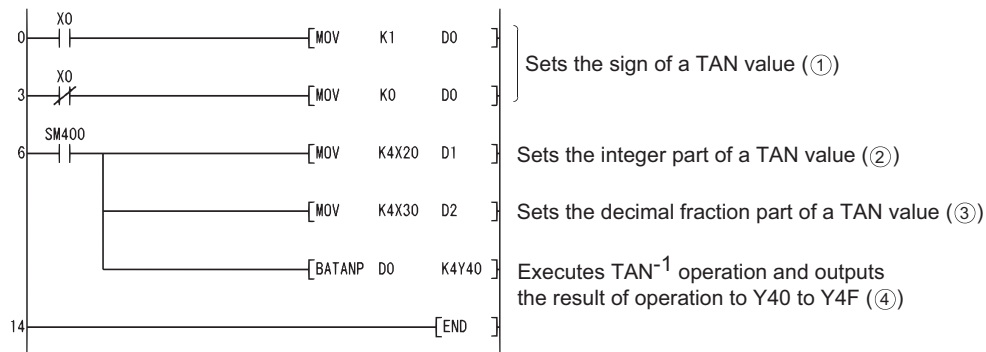 X0
0 [MOV K1 D0 ]
Sets the sign of a TAN value (①)
X0
3 [MOV K0 D0 ]
SM400
6 [MOV K4X20 D1 ] Sets the integer part of a TAN value (②)
[MOV K4X30 D2 ] Sets the decimal fraction part of a TAN value (③)
[BATANP D0 K4Y40 ] Executes TAN-1 operation and outputs
the result of operation to Y40 to Y4F (④)
14 [END ]